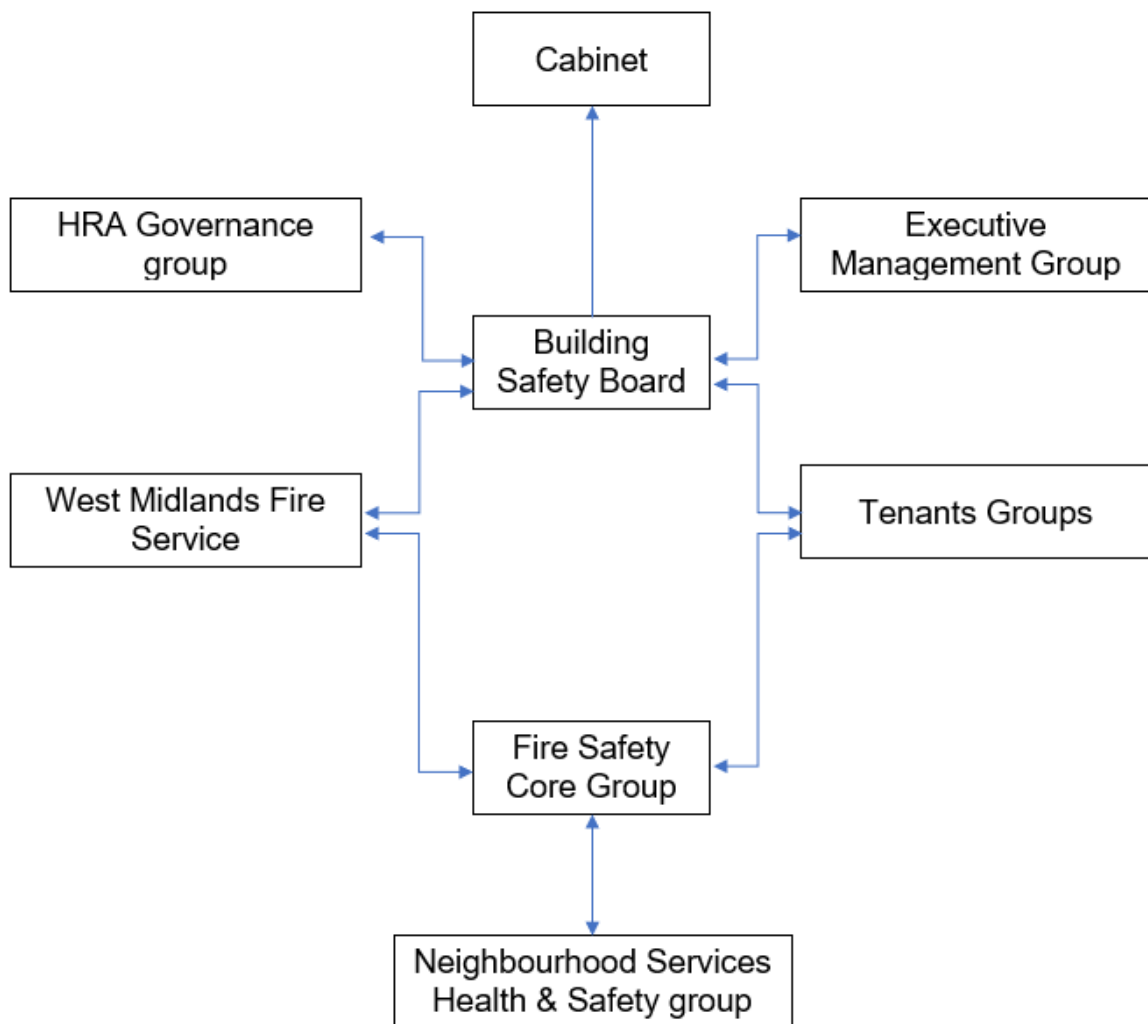 Cabinet
HRA Governance
group
Executive
Management Group
Building
Safety Board
West Midlands Fire
Service
Tenants Groups
Fire Safety
Core Group
Neighbourhood Services
Health & Safety group